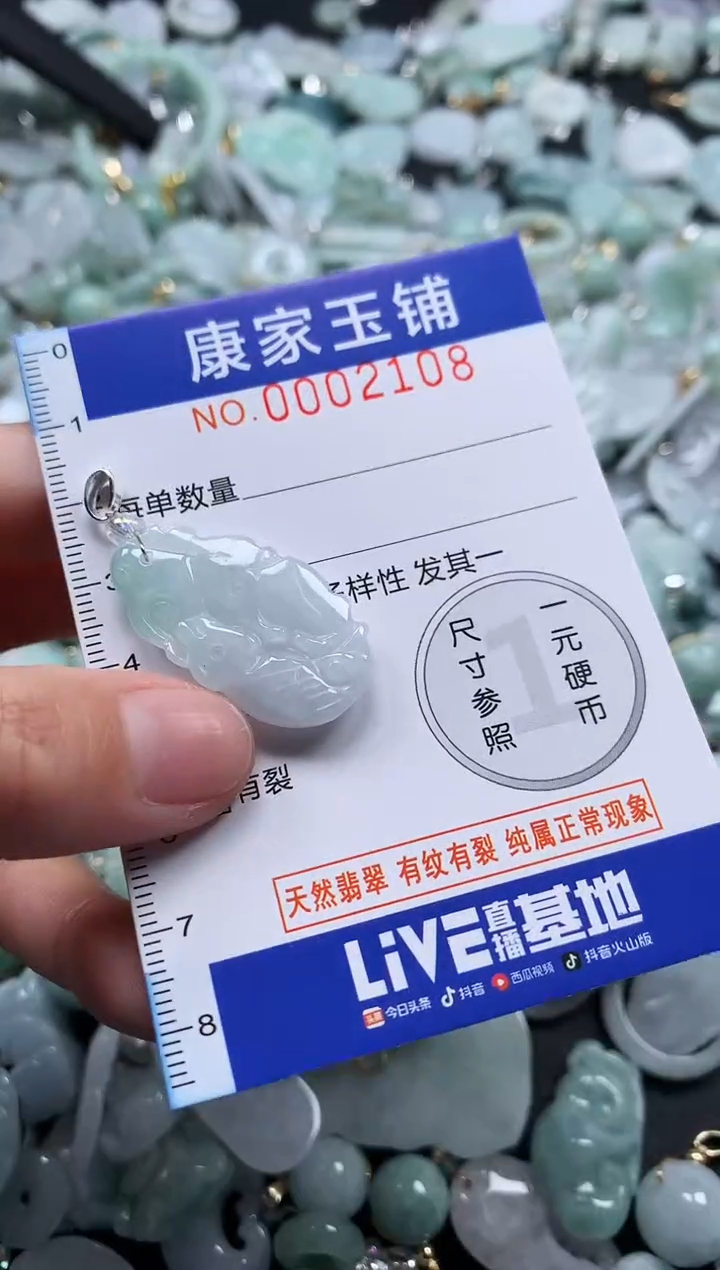 康家玉铺
NO.0002108
0
1
每单数量
多样性 发其一
3
4
尺寸参照
一元硬币
1
有裂
天然翡翠 有纹有裂 纯属正常现象
7
LiVE直播基地
头条 今日头条 抖音 西瓜视频 抖音火山版
8